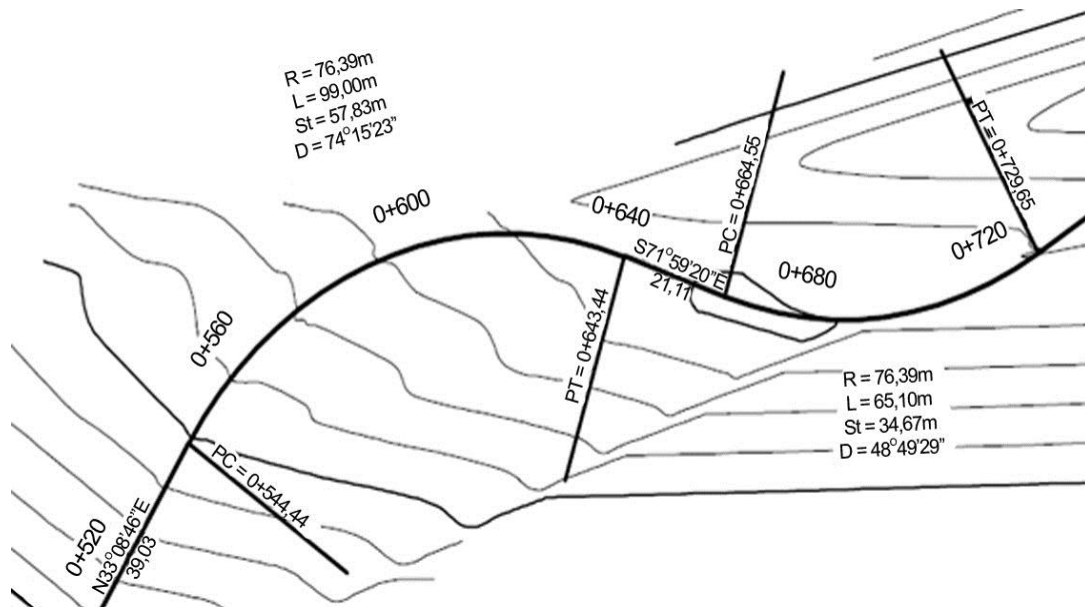 R = 76,39m
L = 99,00m
St = 57,83m
D = 74°15'23"
0+600
0+640
PC = 0+664,55
PT = 0+729,65
0+720
S71°59'20"E
21,11
0+680
0+560
PT = 0+643,44
R = 76,39m
L = 65,10m
St = 34,67m
D = 48°49'29"
PC = 0+544,44
0+520
N33°08'46"E
39,03